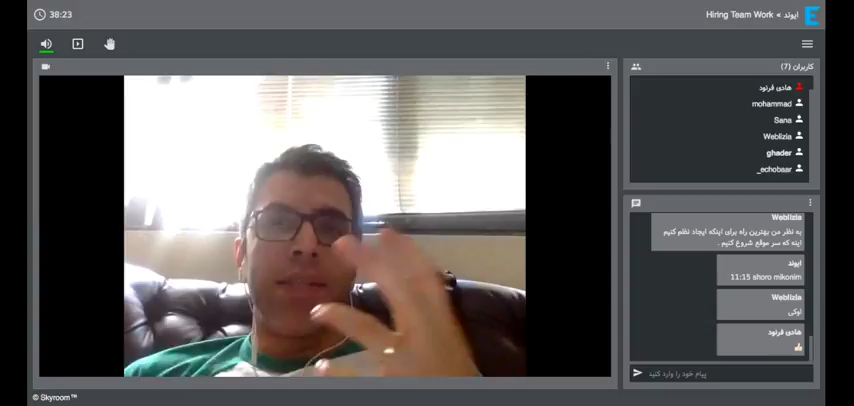 38:23
ایوند » Hiring Team Work
کاربران (7)
هادی فرنود
mohammad
Sana
Weblizia
ghader
echobaar_
Weblizia
به نظر من بهترین راه برای اینکه ایجاد نظم کنیم
اینه که سر موقع شروع کنیم .
ایوند
11:15 shoro mikonim
Weblizia
اوکی
هادی فرنود
👍
پیام خود را وارد کنید
© Skyroom™